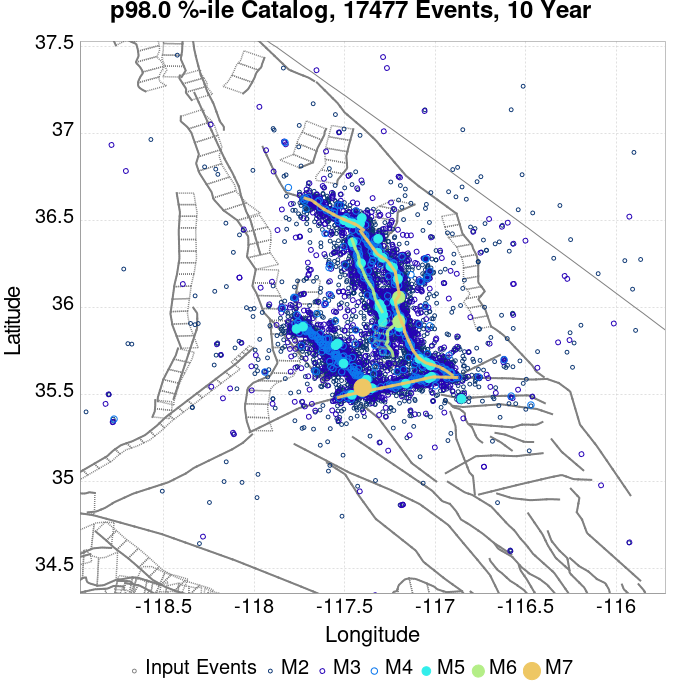 p98.0 %-ile Catalog, 17477 Events, 10 Year
37.5
37
36.5
36
35.5
35
34.5
Latitude
-118.5 -118 -117.5 -117 -116.5 -116
Longitude
Input Events M2 M3 M4 M5 M6 M7